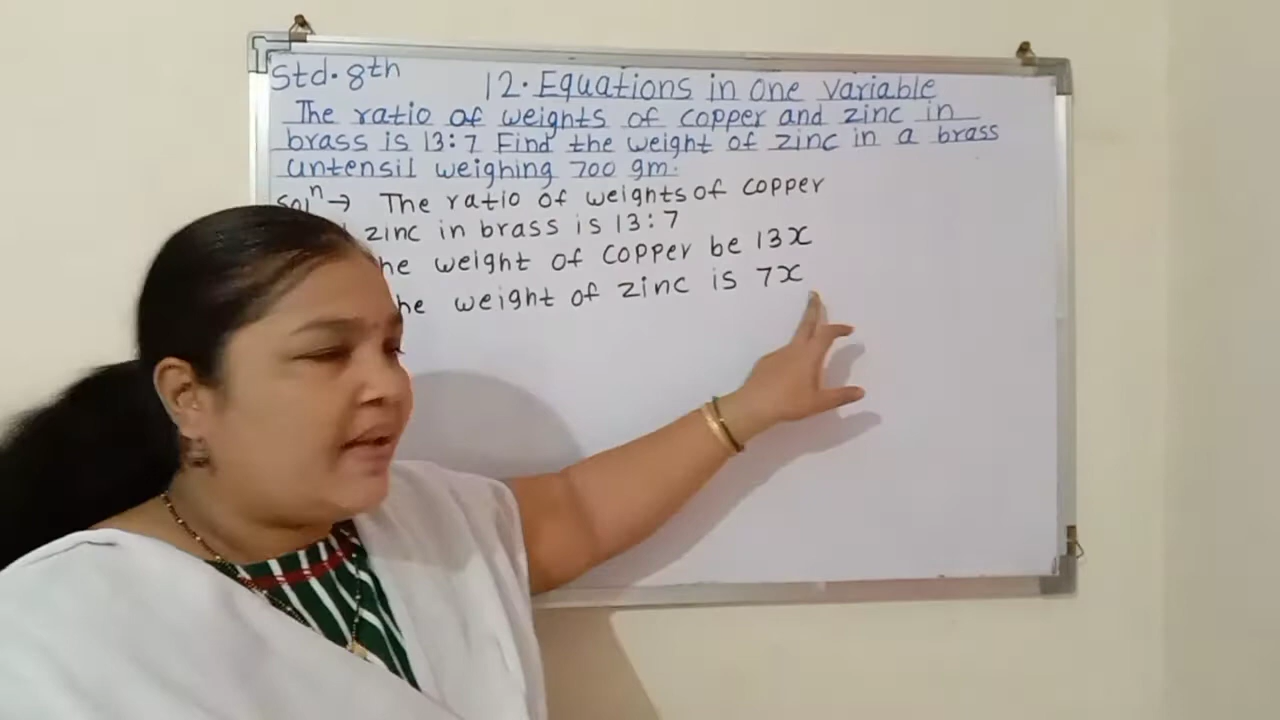 Std. 8th
12. Equations in one variable
The ratio of weights of copper and zinc in
brass is 13:7 Find the weight of zinc in a brass
untensil weighing 700 gm.
Solⁿ → The ratio of weights of copper
zinc in brass is 13:7
he weight of copper be 13x
he weight of zinc is 7x